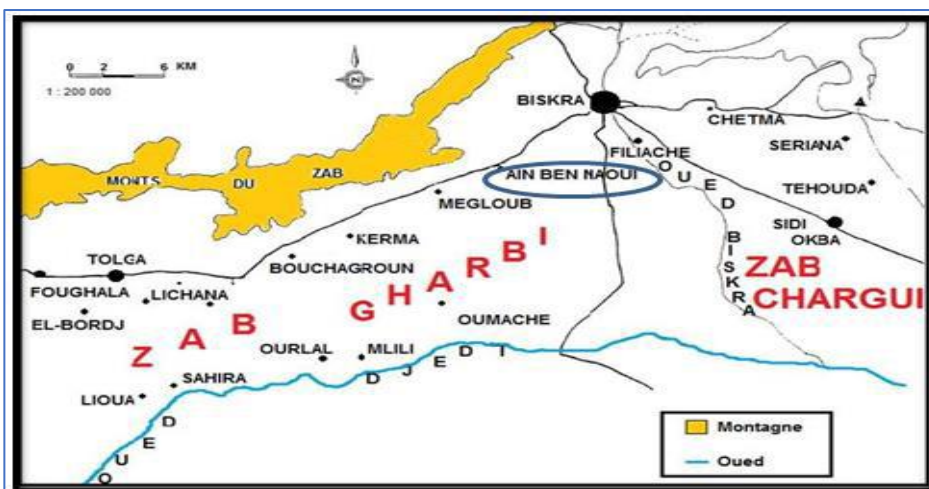 0 2 6 KM
1 : 200 000
N
BISKRA
CHETMA
SERIANA
FILIACHE
AIN BEN NAOUI
TEHOUDA
MONTS DU ZAB
MEGLOUB
SIDI
OKBA
OUED BISKRA
KERMA
TOLGA
BOUCHAGROUN
ZAB
CHARGUI
FOUGHALA
LICHANA
ZAB GHARBI
EL-BORDJ
OUMACHE
OURLAL
MLILI
SAHIRA
LIOUA
OUED DJEDI
Montagne
Oued